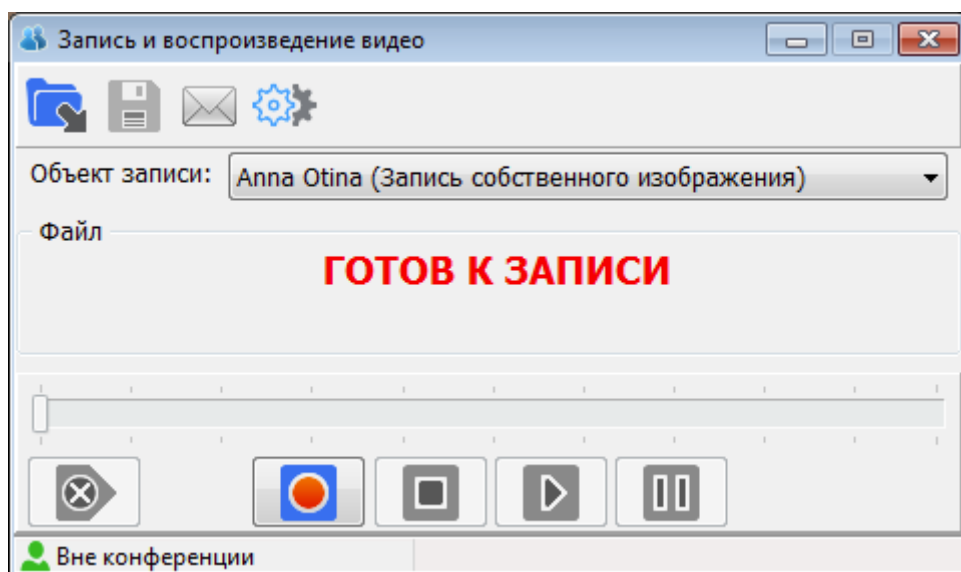 Запись и воспроизведение видео
Объект записи: Anna Otina (Запись собственного изображения)
Файл
ГОТОВ К ЗАПИСИ
Вне конференции